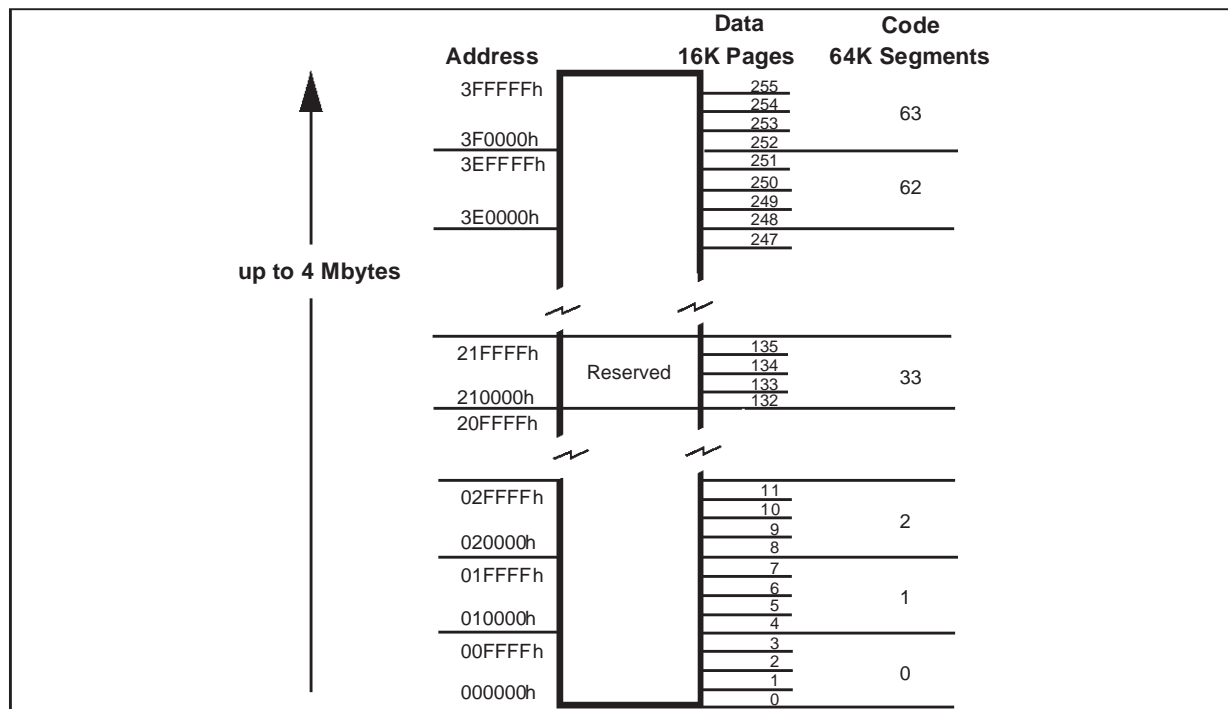 Data Code
Address 16K Pages 64K Segments
3FFFFFh 255
254
253 63
3F0000h 252
3EFFFFh 251
250 62
249
3E0000h 248
247
up to 4 Mbytes
21FFFFh 135
Reserved 134 33
133
210000h 132
20FFFFh
02FFFFh 11
10 2
9
020000h 8
01FFFFh 7
6 1
5
010000h 4
00FFFFh 3
2 0
1
000000h 0